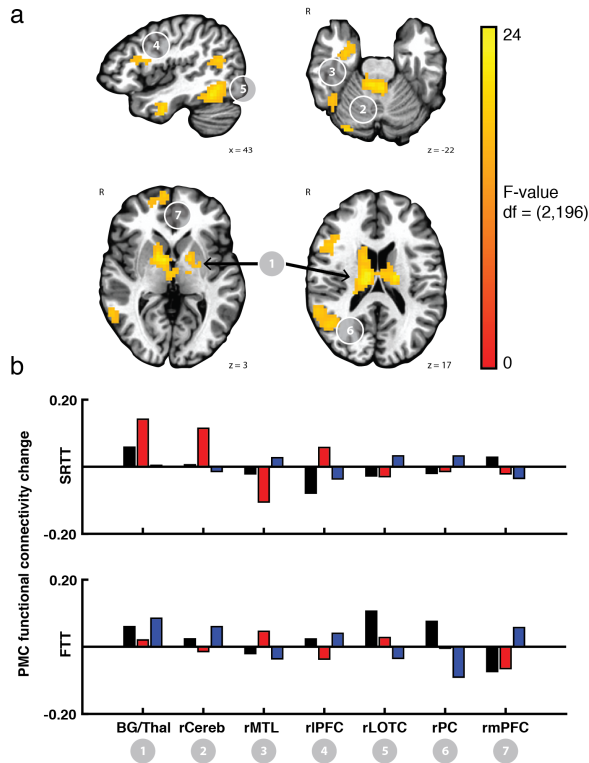 a
R
4
5
3
2
x = 43
z = -22
24
F-value
df = (2,196)
0
R
R
7
1
6
z = 3
z = 17
b
PMC functional connectivity change
SRTT
0.20
-0.20
FTT
0.20
-0.20
BG/Thal rCereb rMTL rlPFC rLOTC rPC rmPFC
1 2 3 4 5 6 7